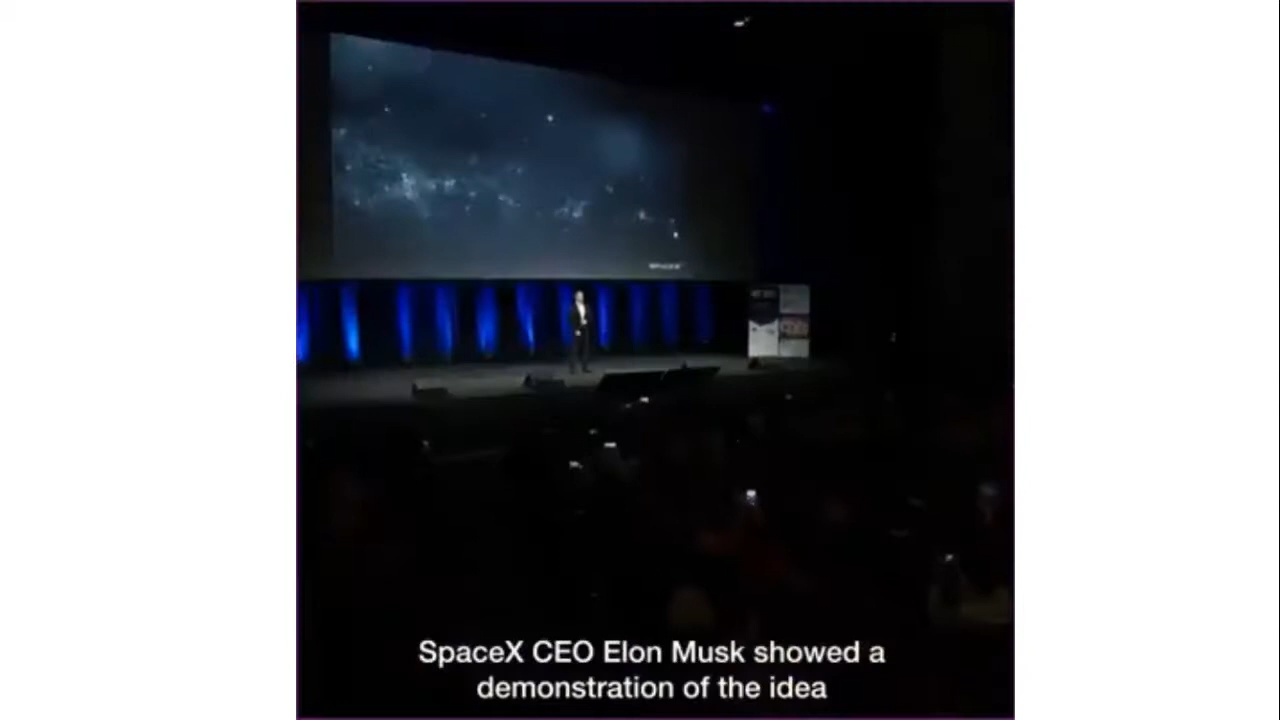 SpaceX CEO Elon Musk showed a
demonstration of the idea